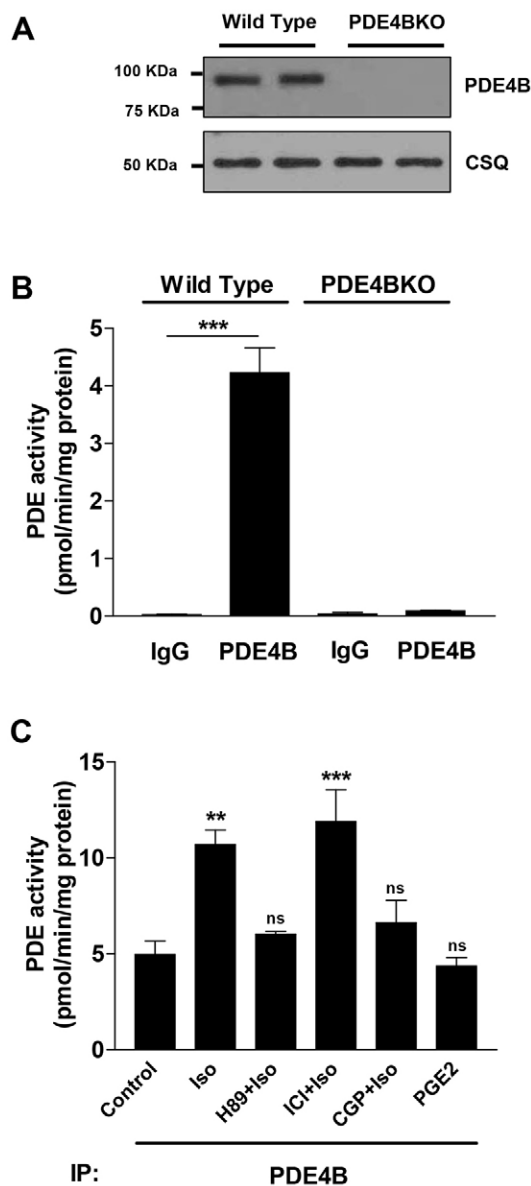 A
Wild Type PDE4BKO
100 KDa
75 KDa
PDE4B
50 KDa
CSQ
B
Wild Type PDE4BKO
***
5
4
3
2
1
0
PDE activity
(pmol/min/mg protein)
IgG PDE4B IgG PDE4B
C
15
10
5
0
PDE activity
(pmol/min/mg protein)
**
ns
***
ns
ns
Control Iso H89+Iso ICI+Iso CGP+Iso PGE2
IP: PDE4B